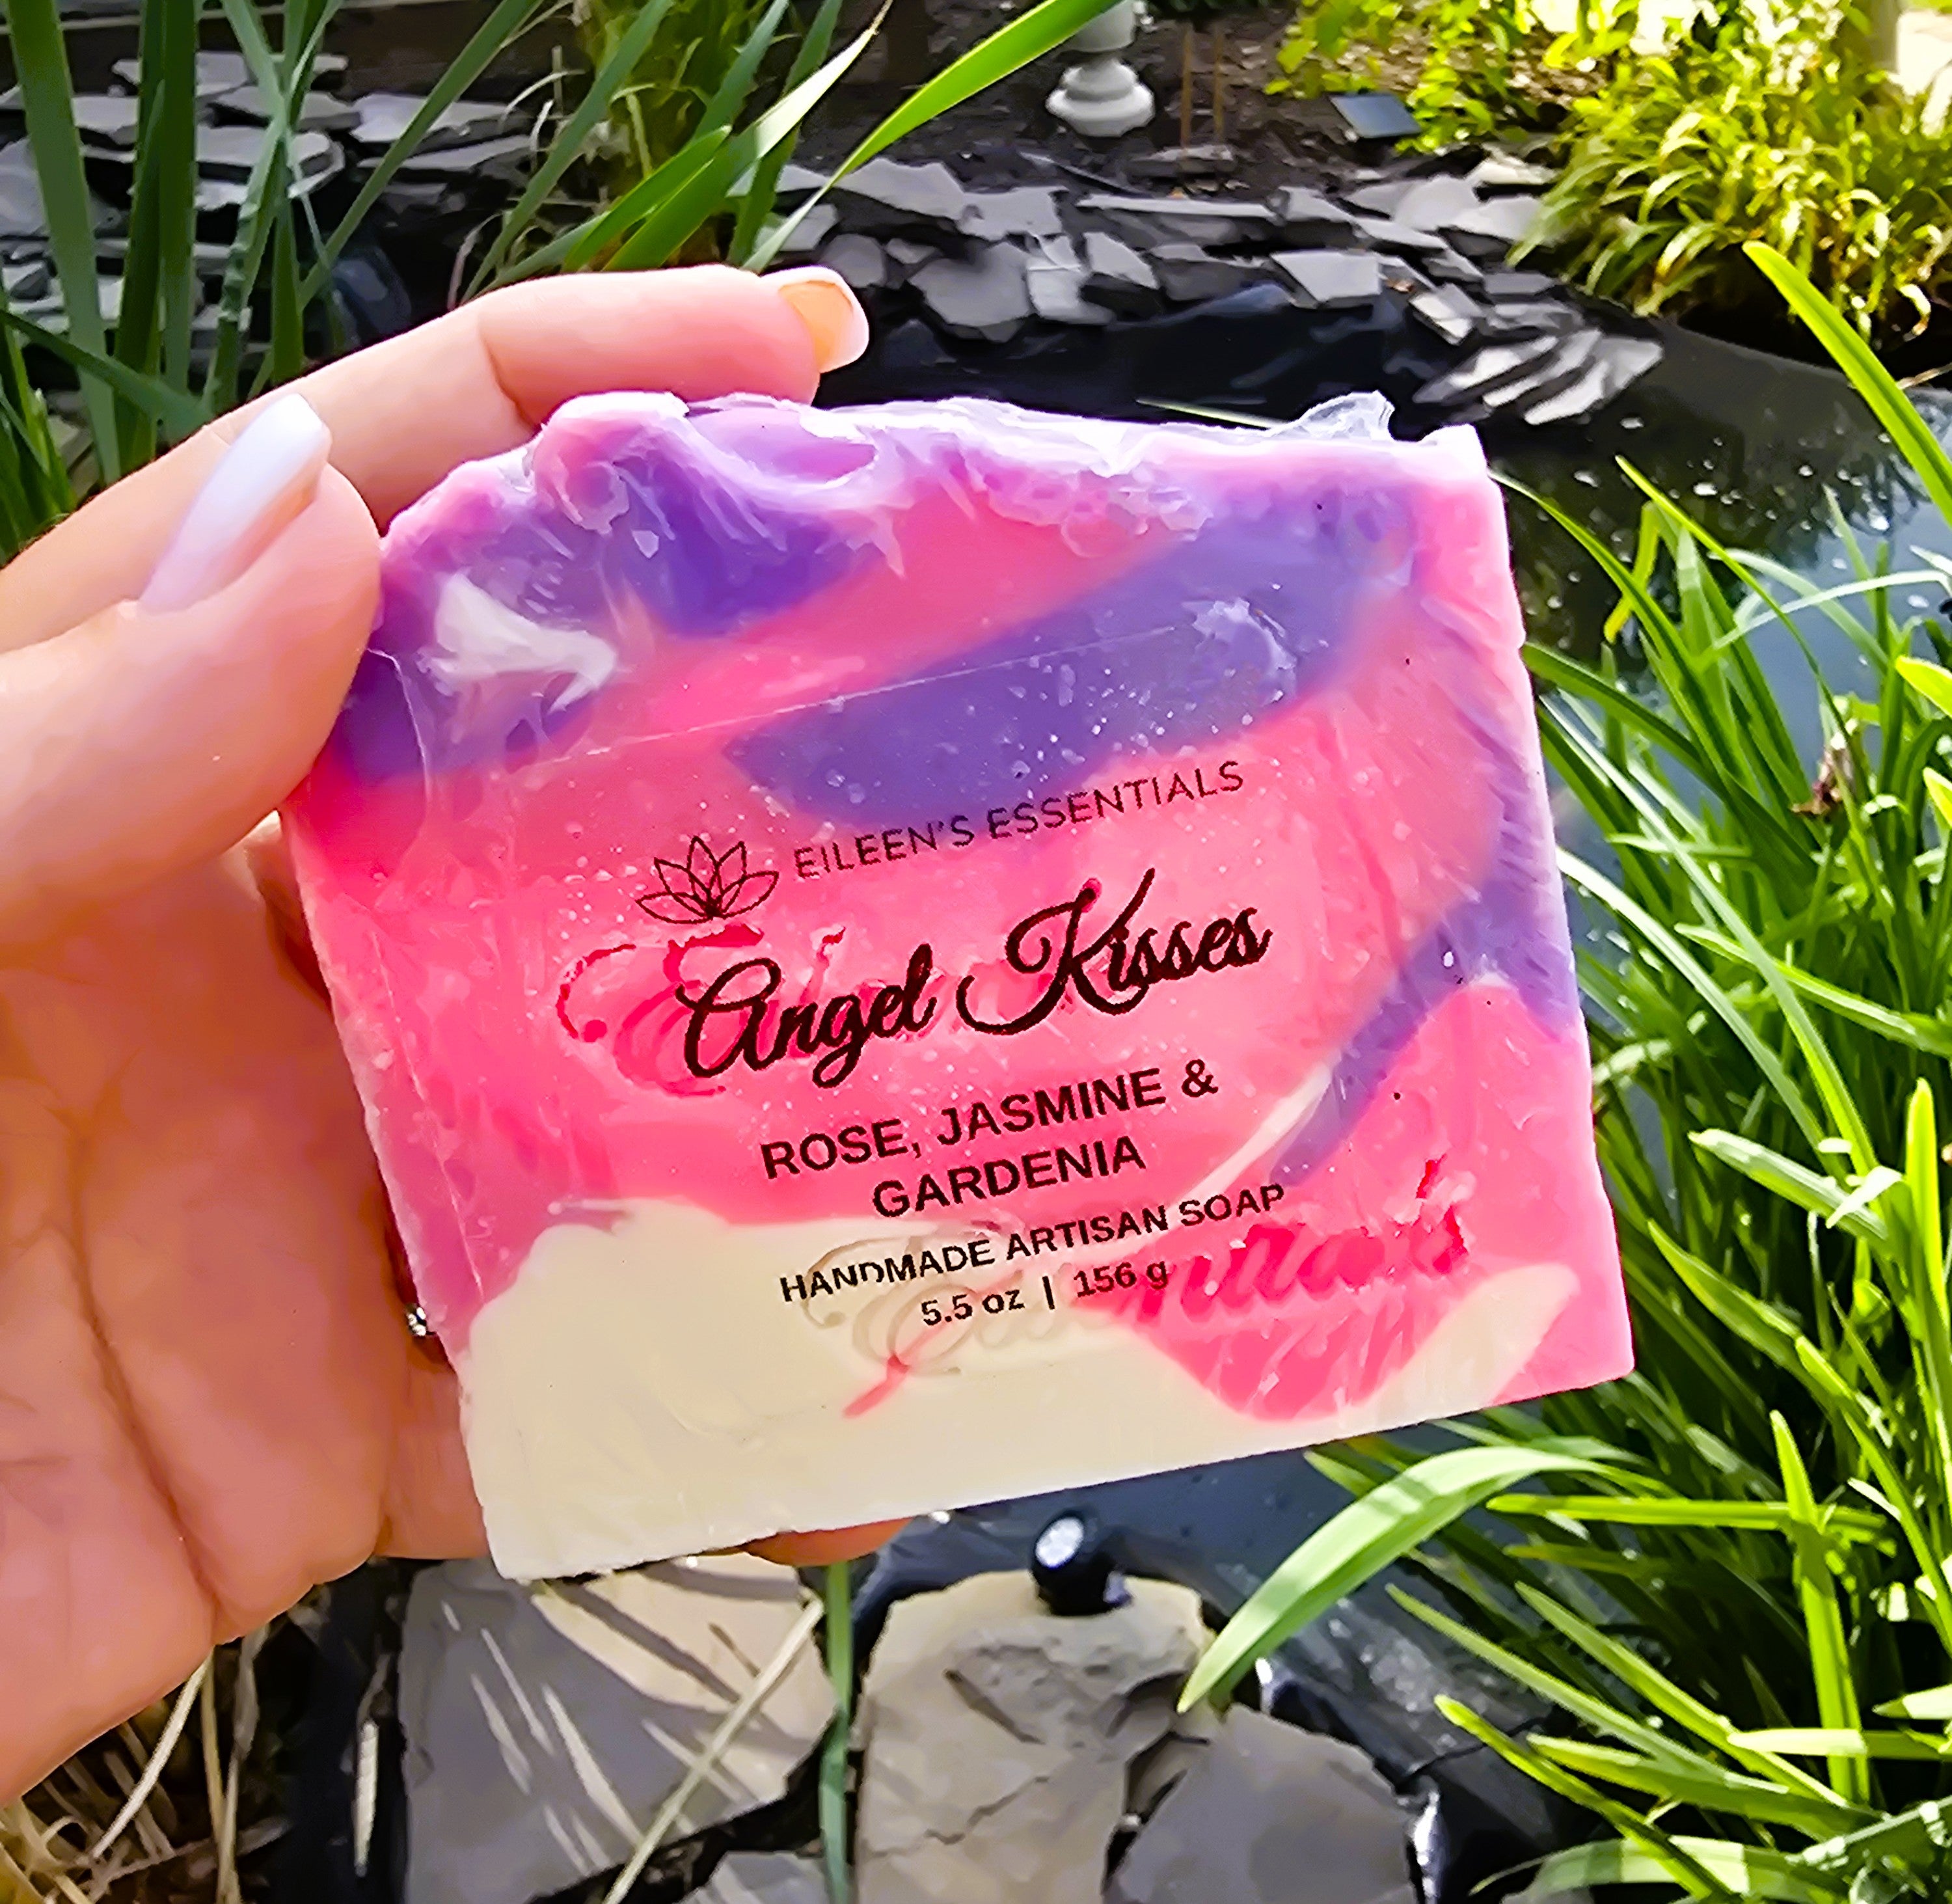 EILEEN'S ESSENTIALS
Angel Kisses
ROSE, JASMINE &
GARDENIA
HANDMADE ARTISAN SOAP
5.5 oz | 156 g